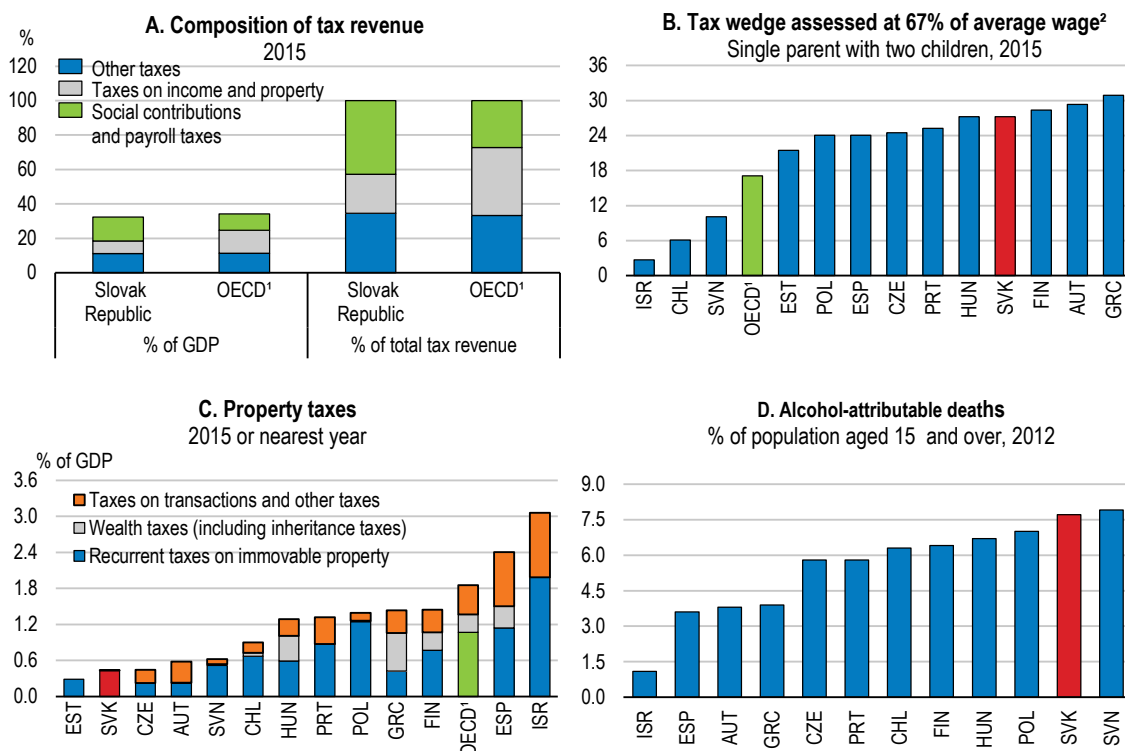 A. Composition of tax revenue
2015
%
120
100
80
60
40
20
0
Other taxes
Taxes on income and property
Social contributions
and payroll taxes
Slovak
Republic
OECD¹
Slovak
Republic
OECD¹
% of GDP
% of total tax revenue
B. Tax wedge assessed at 67% of average wage²
Single parent with two children, 2015
36
30
24
18
12
6
0
ISR
CHL
SVN
OECD¹
EST
POL
ESP
CZE
PRT
HUN
SVK
FIN
AUT
GRC
C. Property taxes
2015 or nearest year
% of GDP
3.6
3.0
2.4
1.8
1.2
0.6
0.0
Taxes on transactions and other taxes
Wealth taxes (including inheritance taxes)
Recurrent taxes on immovable property
EST
SVK
CZE
AUT
SVN
CHL
HUN
PRT
POL
GRC
FIN
OECD¹
ESP
ISR
D. Alcohol-attributable deaths
% of population aged 15 and over, 2012
9.0
7.5
6.0
4.5
3.0
1.5
0.0
ISR
ESP
AUT
GRC
CZE
PRT
CHL
FIN
HUN
POL
SVK
SVN